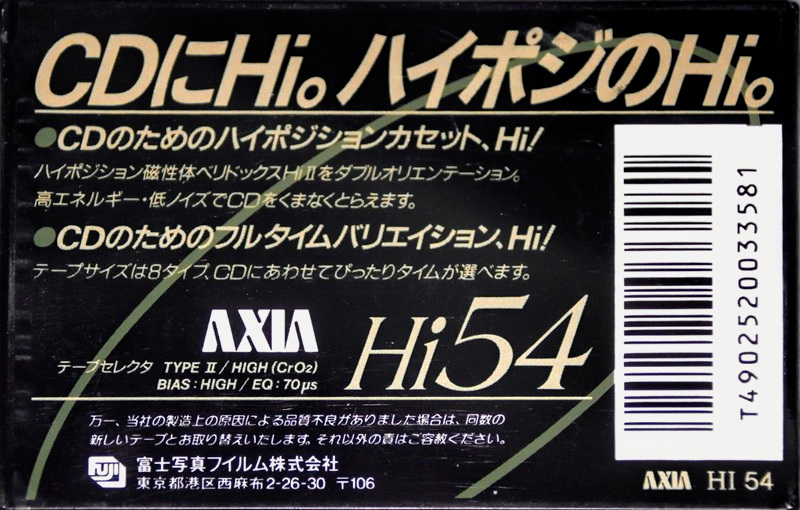 CDにHi。ハイポジのHi。
●CDのためのハイポジションカセット、Hi!
ハイポジション磁性体ベリドックスHiⅡをダブルオリエンテーション。
高エネルギー・低ノイズでCDをくまなくとらえます。
●CDのためのフルタイムバリエイション、Hi!
テープサイズは8タイプ。CDにあわせてぴったりタイムが選べます。
AXIA Hi54
テープセレクタ TYPE Ⅱ/HIGH (CrO₂)
BIAS:HIGH/EQ:70μs
万一、当社の製造上の原因による品質不良がありました場合は、同数の
新しいテープとお取り替えいたします。それ以外の責はご容赦ください。
FUJI 富士写真フイルム株式会社
東京都港区西麻布2-26-30 〒106
T4902520033581
AXIA HI 54